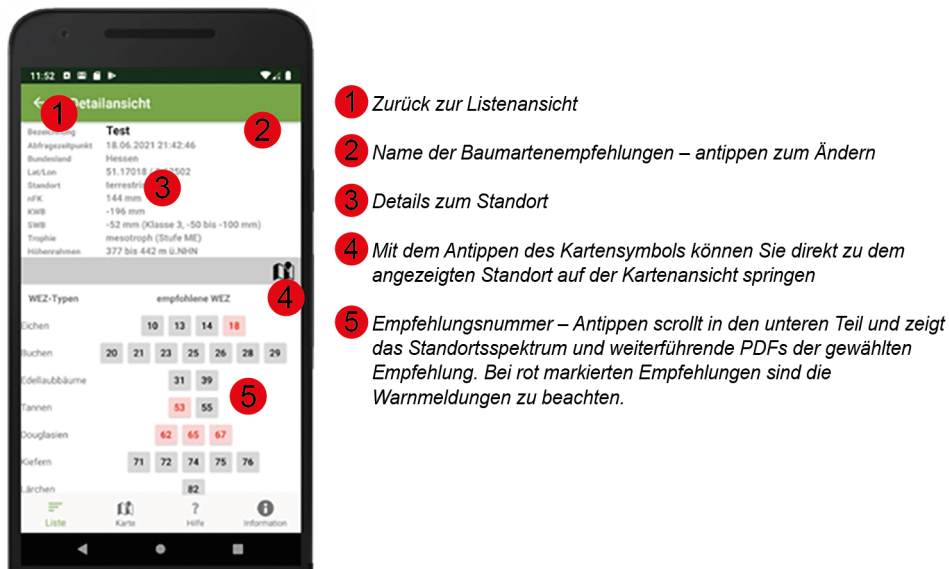 11:52
Detailansicht
1
2
Bezeichnung Test
Abfragezeitpunkt 18.06.2021 21:42:46
Bundesland Hessen
Lat/Lon 51.17018 /
Standort terrestri
3
nFK 144 mm
KWB -196 mm
SWB -52 mm (Klasse 3, -50 bis -100 mm)
Trophie mesotroph (Stufe ME)
Höhenrahmen 377 bis 442 m ü.NHN
4
WEZ-Typen empfohlene WEZ
Eichen 10 13 14 18
Buchen 20 21 23 25 26 28 29
Edellaubbäume 31 39
5
Tannen 53 55
Douglasien 62 65 67
Kiefern 71 72 74 75 76
Lärchen 82
Liste Karte ? Hilfe Information
1 Zurück zur Listenansicht
2 Name der Baumartenempfehlungen – antippen zum Ändern
3 Details zum Standort
4 Mit dem Antippen des Kartensymbols können Sie direkt zu dem
angezeigten Standort auf der Kartenansicht springen
5 Empfehlungsnummer – Antippen scrollt in den unteren Teil und zeigt
das Standortsspektrum und weiterführende PDFs der gewählten
Empfehlung. Bei rot markierten Empfehlungen sind die
Warnmeldungen zu beachten.